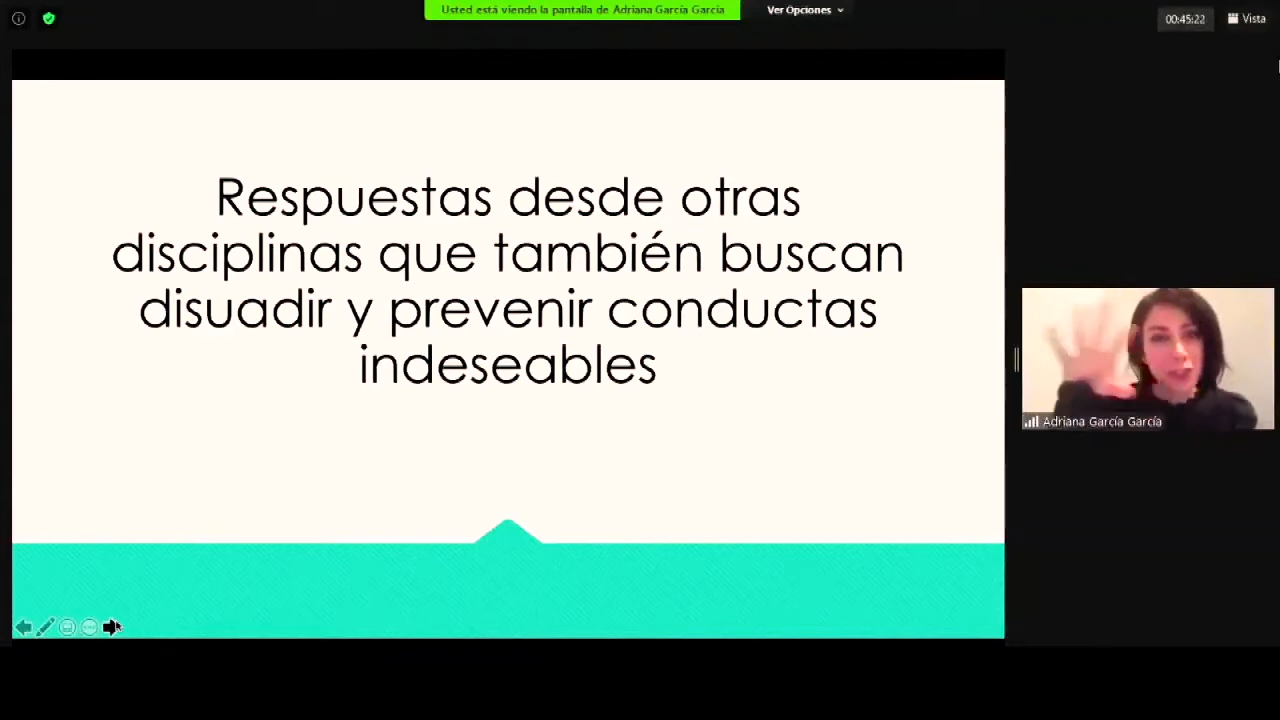 Usted está viendo la pantalla de Adriana García García
Ver Opciones
00:45:22
Vista
Respuestas desde otras
disciplinas que también buscan
disuadir y prevenir conductas
indeseables
Adriana García García